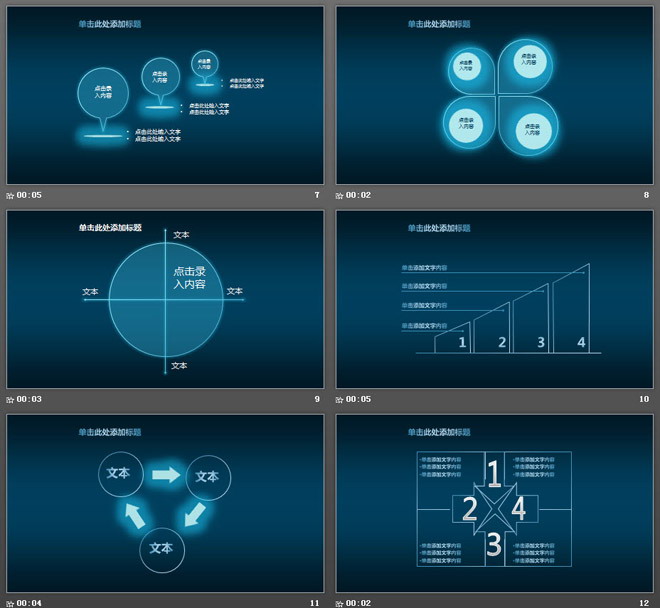 单击此处添加标题
点击录
入内容
点击录
入内容
点击录
入内容
• 点击此处输入文字
• 点击此处输入文字
• 点击此处输入文字
• 点击此处输入文字
• 点击此处输入文字
• 点击此处输入文字
00:05
7
单击此处添加标题
点击录
入内容
点击录
入内容
点击录
入内容
点击录
入内容
00:02
8
单击此处添加标题
文本
点击录
入内容
文本
文本
文本
00:03
9
单击此处添加标题
单击添加文字内容
单击添加文字内容
单击添加文字内容
单击添加文字内容
1
2
3
4
00:05
10
单击此处添加标题
文本
文本
文本
00:04
11
单击此处添加标题
•单击添加文字内容
•单击添加文字内容
•单击添加文字内容
•单击添加文字内容
•单击添加文字内容
•单击添加文字内容
1
2
4
3
•单击添加文字内容
•单击添加文字内容
•单击添加文字内容
•单击添加文字内容
•单击添加文字内容
•单击添加文字内容
00:02
12